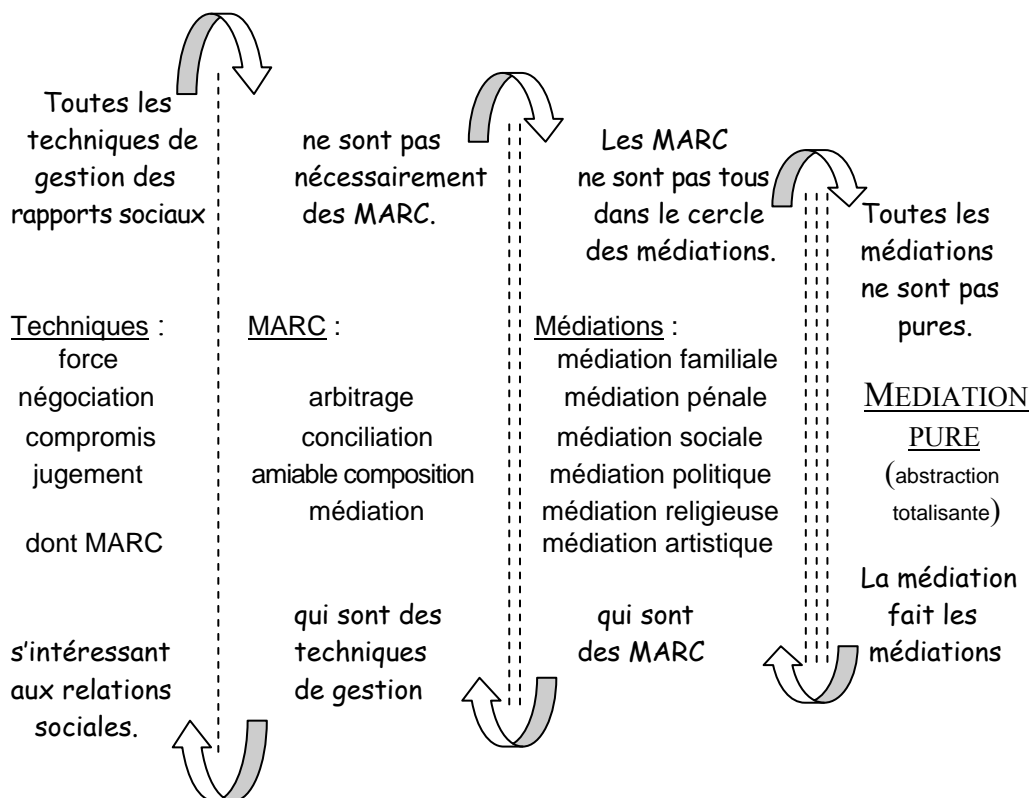 Toutes les
techniques de
gestion des
rapports sociaux
ne sont pas
nécessairement
des MARC.
Les MARC
ne sont pas tous
dans le cercle
des médiations.
Toutes les
médiations
ne sont pas
pures.
Techniques :
force
négociation
compromis
jugement
dont MARC
MARC :
arbitrage
conciliation
amiable composition
médiation
Médiations :
médiation familiale
médiation pénale
médiation sociale
médiation politique
médiation religieuse
médiation artistique
MEDIATION
PURE
(abstraction
totalisante)
La médiation
fait les
médiations
qui sont
des MARC
qui sont des
techniques
de gestion
s'intéressant
aux relations
sociales.